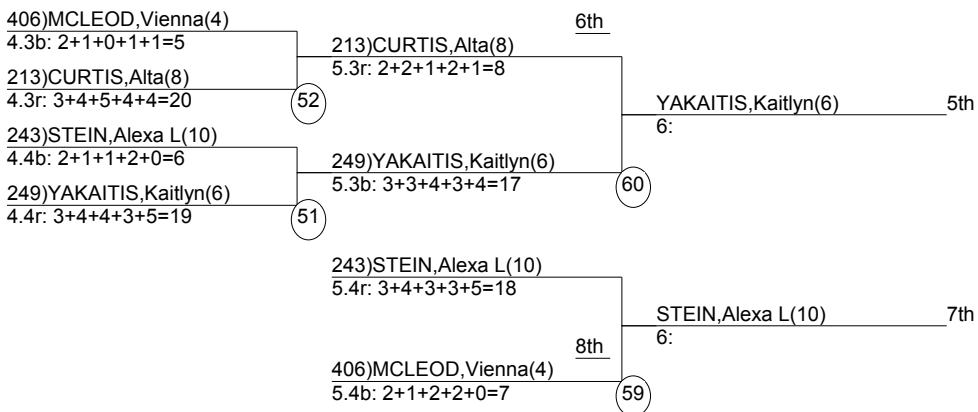 406)MCLEOD,Vienna(4)
4.3b: 2+1+0+1+1=5
213)CURTIS,Alta(8)
4.3r: 3+4+5+4+4=20
52
243)STEIN,Alexa L(10)
4.4b: 2+1+1+2+0=6
249)YAKAITIS,Kaitlyn(6)
4.4r: 3+4+4+3+5=19
51
6th
213)CURTIS,Alta(8)
5.3r: 2+2+1+2+1=8
249)YAKAITIS,Kaitlyn(6)
5.3b: 3+3+4+3+4=17
60
YAKAITIS,Kaitlyn(6) 5th
6:
243)STEIN,Alexa L(10)
5.4r: 3+4+3+3+5=18
8th
406)MCLEOD,Vienna(4)
5.4b: 2+1+2+2+0=7
59
STEIN,Alexa L(10) 7th
6: